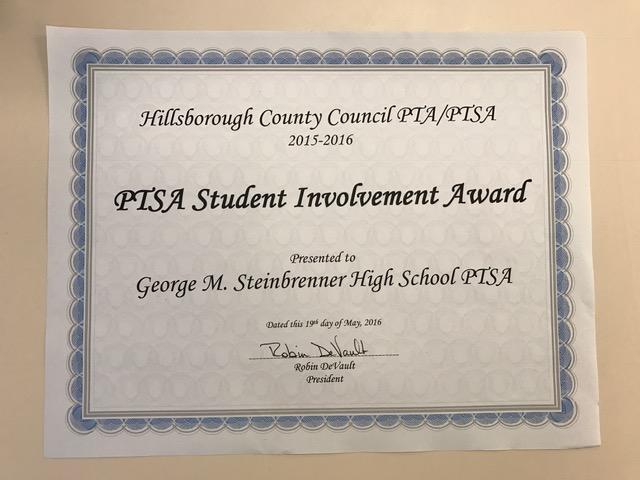 Hillsborough County Council PTA/PTSA
2015-2016
PTSA Student Involvement Award
Presented to
George M. Steinbrenner High School PTSA
Dated this 19th day of May, 2016
Robin DeVault
Robin DeVault
President